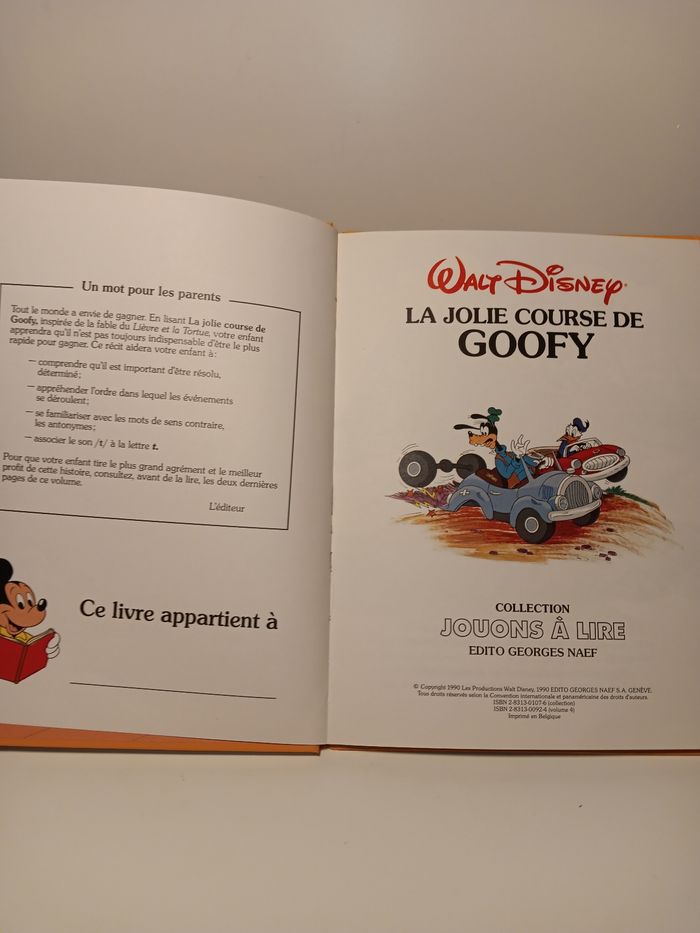 Un mot pour les parents
Tout le monde a envie de gagner. En lisant La jolie course de
Goofy, inspirée de la fable du Lièvre et la Tortue, votre enfant
apprendra qu'il n'est pas toujours indispensable d'être le plus
rapide pour gagner. Ce récit aidera votre enfant à :
— comprendre qu'il est important d'être résolu,
déterminé ;
— appréhender l'ordre dans lequel les événements
se déroulent ;
— se familiariser avec les mots de sens contraire,
les antonymes ;
— associer le son /t/ à la lettre t.
Pour que votre enfant tire le plus grand agrément et le meilleur
profit de cette histoire, consultez, avant de la lire, les deux dernières
pages de ce volume.
L'éditeur
Ce livre appartient à
WALT DISNEY
LA JOLIE COURSE DE
GOOFY
COLLECTION
JOUONS À LIRE
EDITO GEORGES NAEF
© Copyright 1990 Les Productions Walt Disney, 1990 EDITO GEORGES NAEF S.A. GENÈVE.
Tous droits réservés selon la Convention internationale et panaméricaine des droits d'auteurs.
ISBN 2-8313-0107-6 (collection)
ISBN 2-8313-0092-4 (volume 4)
Imprimé en Belgique